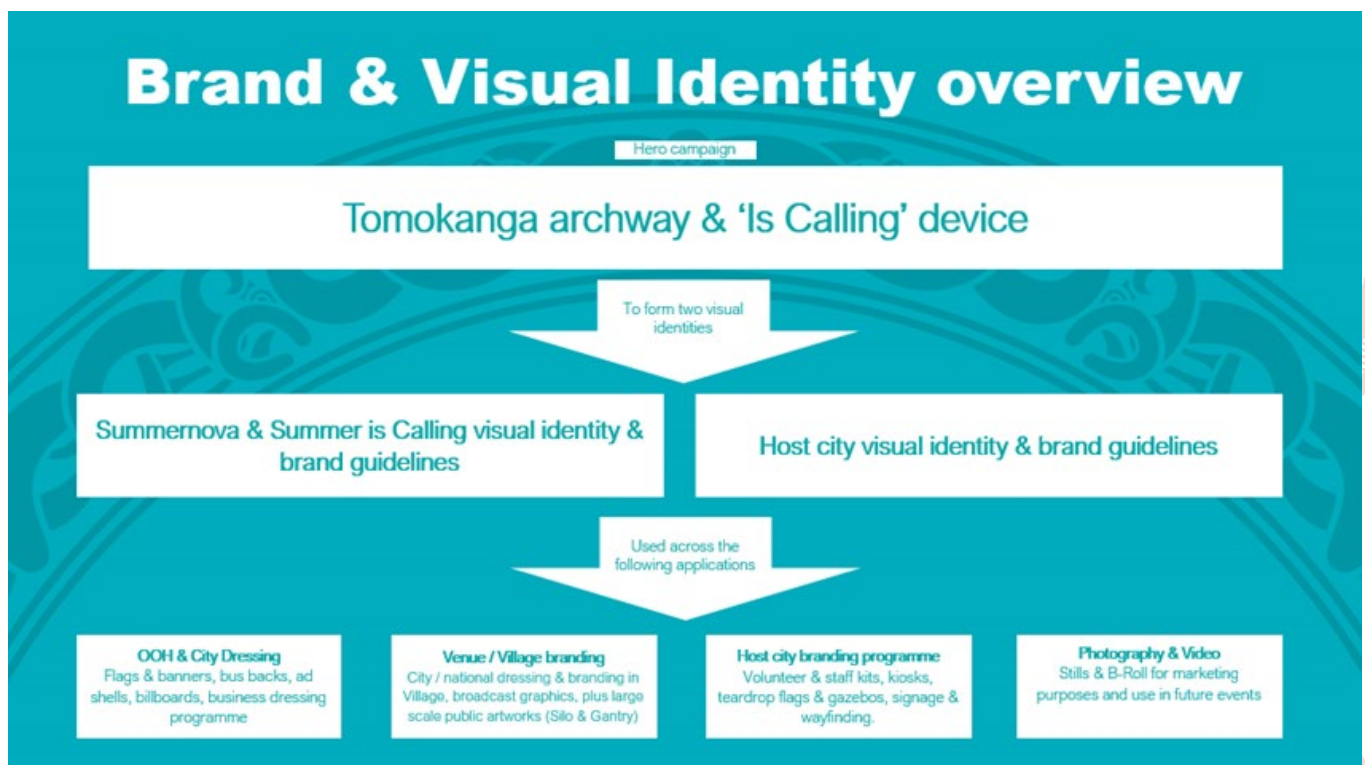 Brand & Visual Identity overview
Hero campaign
Tomokanga archway & ‘Is Calling’ device
To form two visual
identities
Summernova & Summer is Calling visual identity &
brand guidelines
Host city visual identity & brand guidelines
Used across the
following applications
OOH & City Dressing
Flags & banners, bus backs, ad
shells, billboards, business dressing
programme
Venue / Village branding
City / national dressing & branding in
Village, broadcast graphics, plus large
scale public artworks (Silo & Gantry)
Host city branding programme
Volunteer & staff kits, kiosks,
teardrop flags & gazebos, signage &
wayfinding.
Photography & Video
Stills & B-Roll for marketing
purposes and use in future events